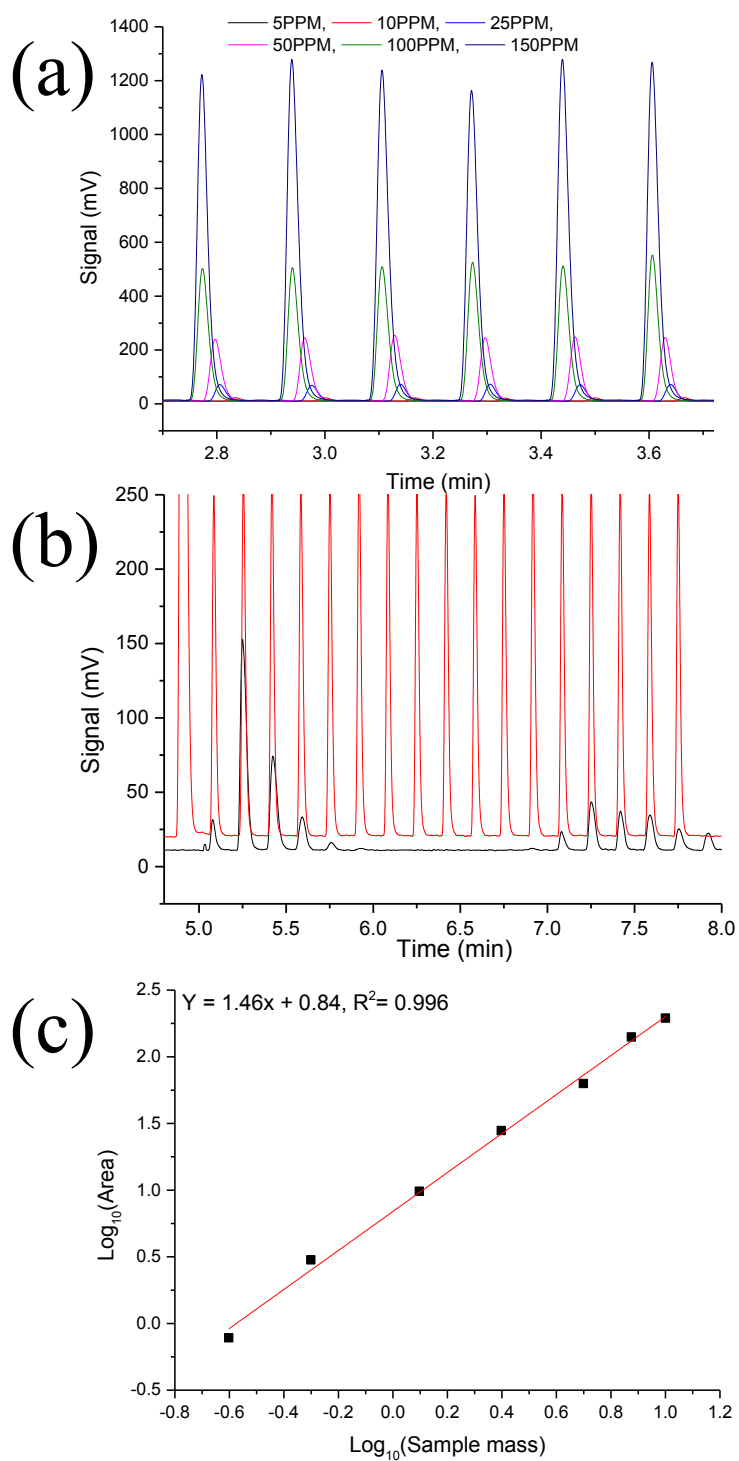 (a)
5PPM, 10PPM, 25PPM
50PPM, 100PPM, 150PPM
1400
1200
1000
800
600
400
200
0
Signal (mV)
2.8 3.0 3.2 3.4 3.6
Time (min)
(b)
250
200
150
100
50
0
Signal (mV)
5.0 5.5 6.0 6.5 7.0 7.5 8.0
Time (min)
(c)
Y = 1.46x + 0.84, R²= 0.996
2.5
2.0
1.5
1.0
0.5
0.0
-0.5
Log₁₀(Area)
-0.8 -0.6 -0.4 -0.2 0.0 0.2 0.4 0.6 0.8 1.0 1.2
Log₁₀(Sample mass)